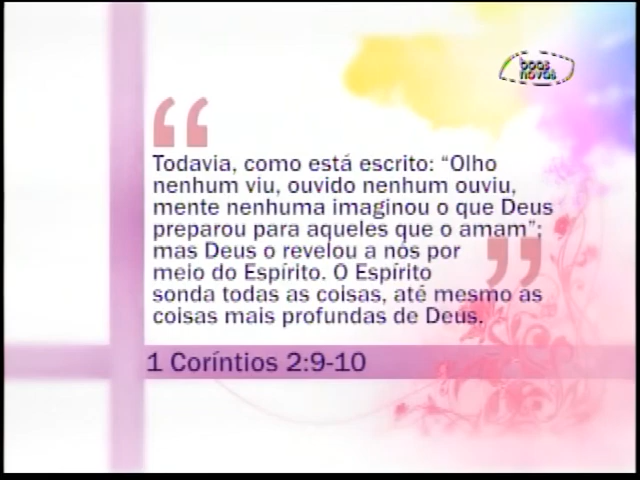 boas
novas
Todavia, como está escrito: “Olho
nenhum viu, ouvido nenhum ouviu,
mente nenhuma imaginou o que Deus
preparou para aqueles que o amam”;
mas Deus o revelou a nós por
meio do Espírito. O Espírito
sonda todas as coisas, até mesmo as
coisas mais profundas de Deus.
1 Coríntios 2:9-10